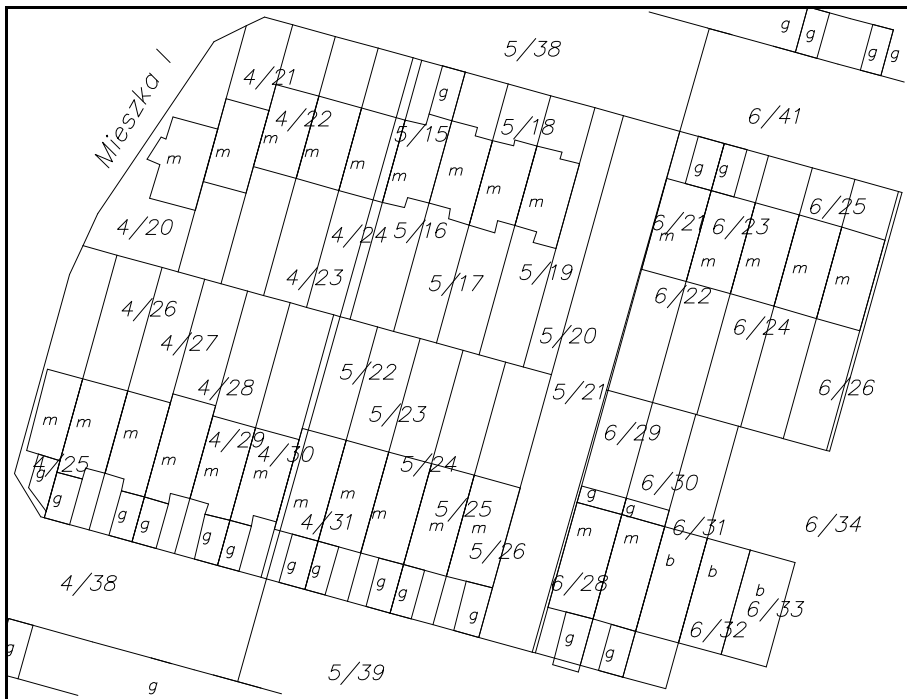 g
g
g
g
5/38
Mieszka I
4/21
g
6/41
4/22
5/15
5/18
m
m
m
m
m
m
m
m
m
g
g
6/25
4/20
4/24
5/16
6/21
6/23
m
m
m
m
m
4/23
5/17
5/19
6/22
4/26
6/24
4/27
5/20
4/28
5/22
5/21
6/26
5/23
m
m
m
m
m
m
4/29
4/30
6/29
4/25
g
5/24
6/30
m
m
m
m
m
g
g
g
g
g
g
g
4/31
5/25
6/31
6/34
m
m
b
b
b
5/26
4/38
g
g
g
g
6/28
6/33
6/32
g
g
g
g
5/39